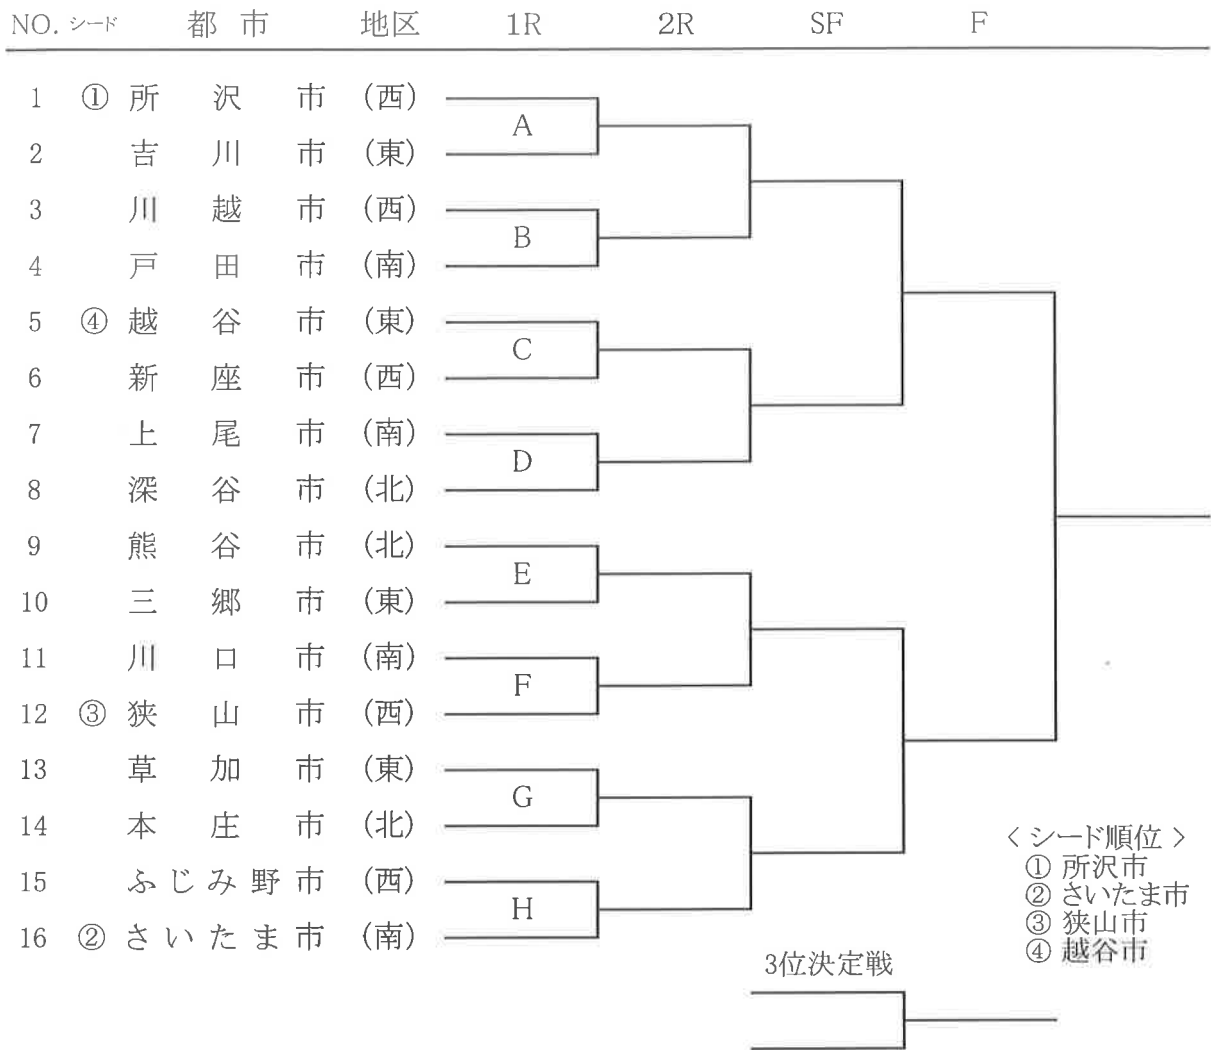 NO. シード 都市 地区 1R 2R SF F
1 ① 所沢市 (西)
A
2 吉川市 (東)
3 川越市 (西)
B
4 戸田市 (南)
5 ④ 越谷市 (東)
C
6 新座市 (西)
7 上尾市 (南)
D
8 深谷市 (北)
9 熊谷市 (北)
E
10 三郷市 (東)
11 川口市 (南)
F
12 ③ 狭山市 (西)
13 草加市 (東)
G
14 本庄市 (北)
15 ふじみ野市 (西)
H
16 ② さいたま市 (南)
<シード順位>
① 所沢市
② さいたま市
③ 狭山市
④ 越谷市
3位決定戦